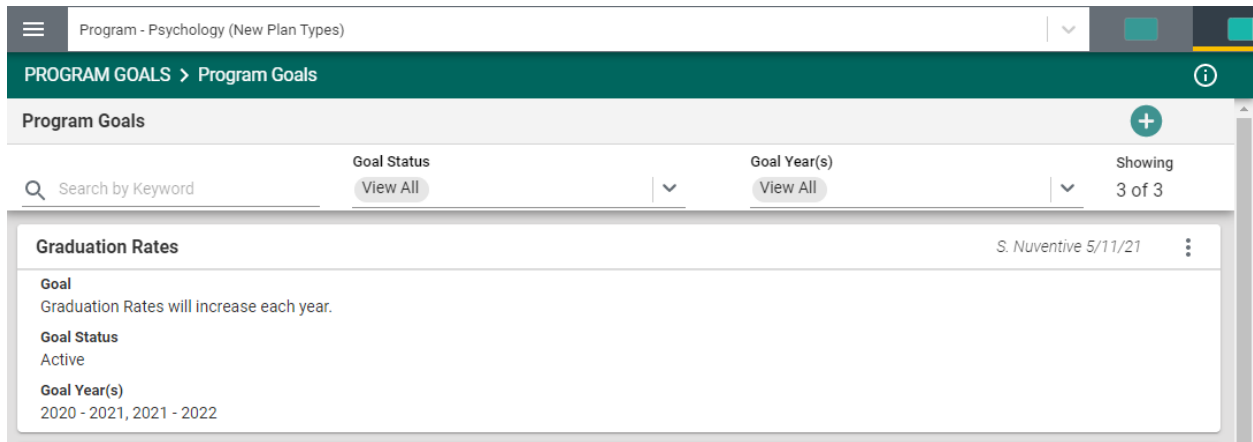 Program - Psychology (New Plan Types)
PROGRAM GOALS > Program Goals
Program Goals
Goal Status
Goal Year(s)
Showing
Search by Keyword
View All
View All
3 of 3
Graduation Rates
S. Nuventive 5/11/21
Goal
Graduation Rates will increase each year.
Goal Status
Active
Goal Year(s)
2020 - 2021, 2021 - 2022